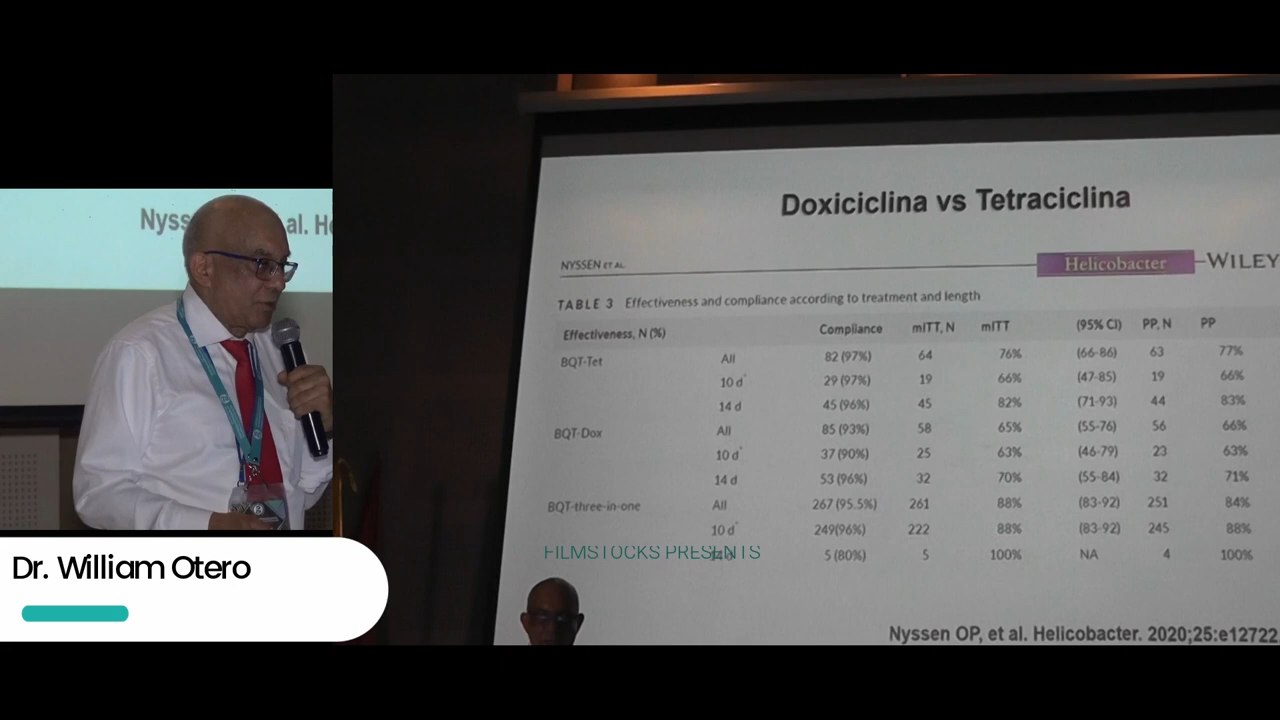 Nyss al. He
Dr. William Otero
Doxiciclina vs Tetraciclina
NYSSEN ET AL.
Helicobacter WILEY
TABLE 3 Effectiveness and compliance according to treatment and length
Effectiveness, N (%) Compliance mITT, N mITT (95% CI) PP, N PP
BQT-Tet All 82 (97%) 64 76% (66-86) 63 77%
10 d* 29 (97%) 19 66% (47-85) 19 66%
14 d 45 (96%) 45 82% (71-93) 44 83%
BQT-Dox All 85 (93%) 58 65% (55-76) 56 66%
10 d* 37 (90%) 25 63% (46-79) 23 63%
14 d 53 (96%) 32 70% (55-84) 32 71%
BQT-three-in-one All 267 (95.5%) 261 88% (83-92) 251 84%
10 d* 249(96%) 222 88% (83-92) 245 88%
5 (80%) 5 100% NA 4 100%
FILMSTOCKS PRESENTS
Nyssen OP, et al. Helicobacter. 2020;25:e12722